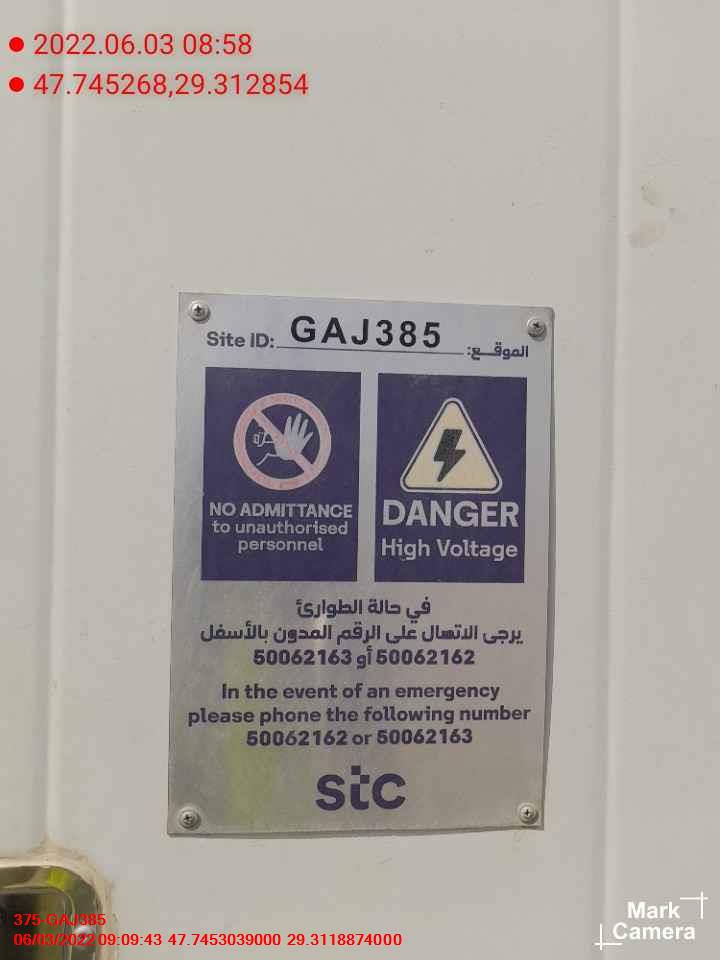 2022.06.03 08:58
47.745268,29.312854
Site ID: GAJ385 الموقـع:
NO ADMITTANCE
to unauthorised
personnel
DANGER
High Voltage
في حالة الطوارئ
يرجى الاتصال على الرقم المدون بالأسفل
50062162 أو 50062163
In the event of an emergency
please phone the following number
50062162 or 50062163
stc
375-GAJ385
06/03/2022 09:09:43 47.7453039000 29.3118874000
Mark
Camera